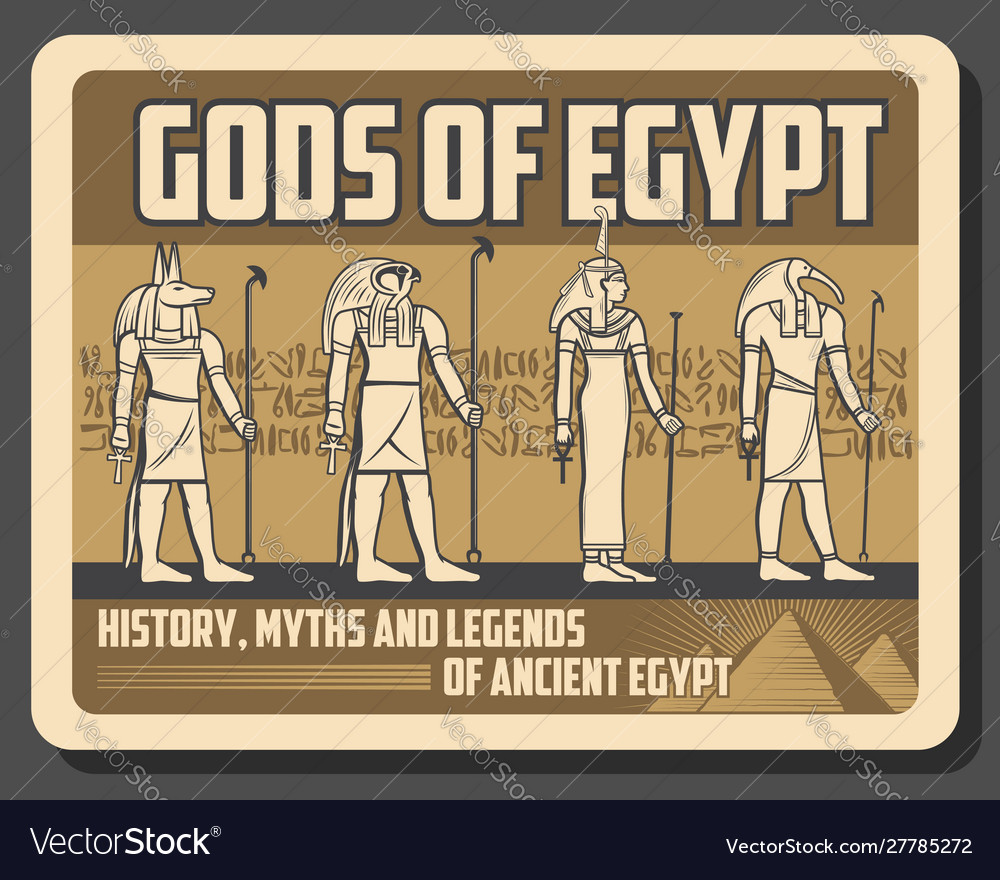 GODS OF EGYPT
HISTORY, MYTHS AND LEGENDS
OF ANCIENT EGYPT
VectorStock®
VectorStock.com/27785272